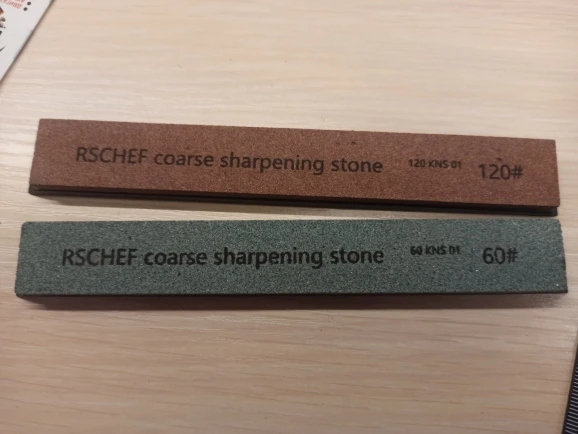 RSCHEF coarse sharpening stone 120 KNS 01 120#
RSCHEF coarse sharpening stone 60 KNS 01 60#